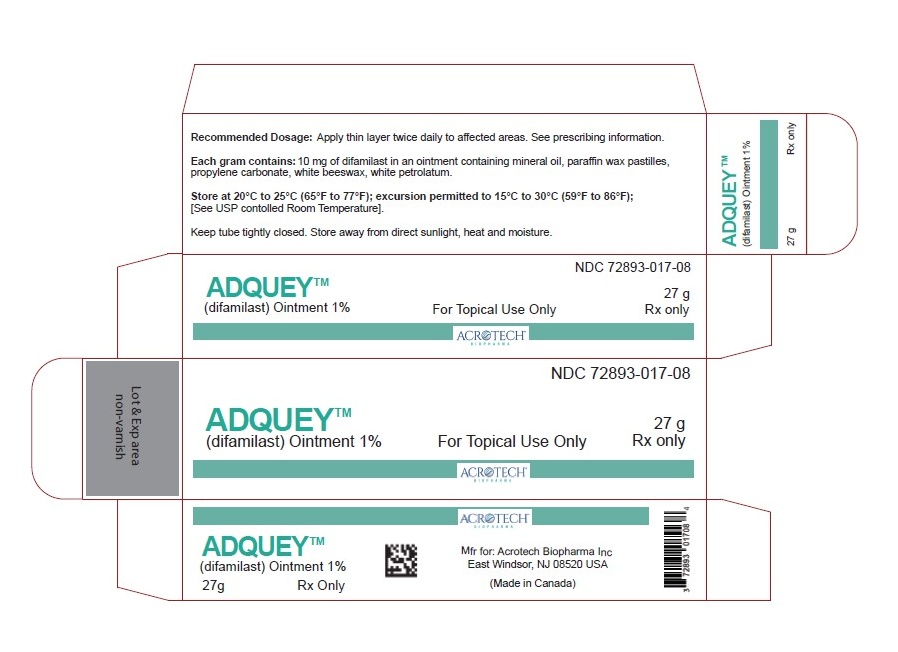 Recommended Dosage: Apply thin layer twice daily to affected areas. See prescribing information.
Each gram contains: 10 mg of difamilast in an ointment containing mineral oil, paraffin wax pastilles,
propylene carbonate, white beeswax, white petrolatum.
Store at 20°C to 25°C (65°F to 77°F); excursion permitted to 15°C to 30°C (59°F to 86°F);
[See USP contolled Room Temperature].
Keep tube tightly closed. Store away from direct sunlight, heat and moisture.
ADQUEY™
(difamilast) Ointment 1%
27 g
Rx only
NDC 72893-017-08
ADQUEY™
(difamilast) Ointment 1%
For Topical Use Only
27 g
Rx only
ACROTECH
BIOPHARMA
Lot & Exp area
non-varnish
NDC 72893-017-08
ADQUEY™
(difamilast) Ointment 1%
For Topical Use Only
27 g
Rx only
ACROTECH
BIOPHARMA
ACROTECH
BIOPHARMA
ADQUEY™
(difamilast) Ointment 1%
27g Rx Only
Mfr for: Acrotech Biopharma Inc
East Windsor, NJ 08520 USA
(Made in Canada)
3 72893 01708 4